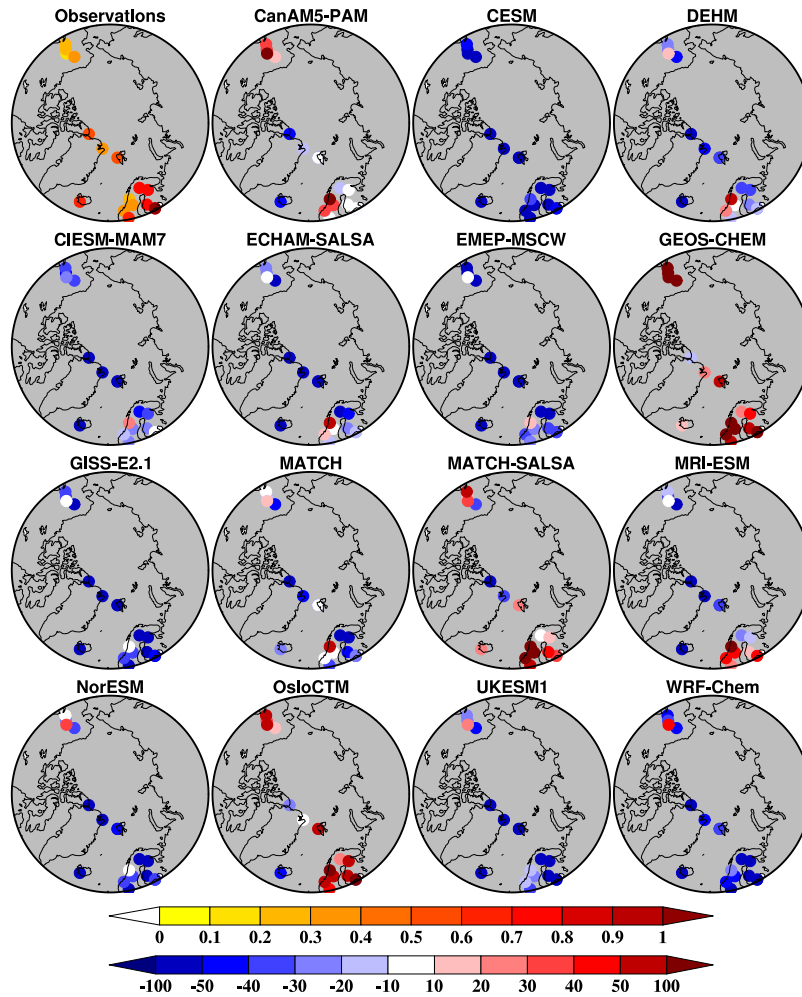 Observations CanAM5-PAM CESM DEHM
CIESM-MAM7 ECHAM-SALSA EMEP-MSCW GEOS-CHEM
GISS-E2.1 MATCH MATCH-SALSA MRI-ESM
NorESM OsloCTM UKESM1 WRF-Chem
0 0.1 0.2 0.3 0.4 0.5 0.6 0.7 0.8 0.9 1
-100 -50 -40 -30 -20 -10 10 20 30 40 50 100